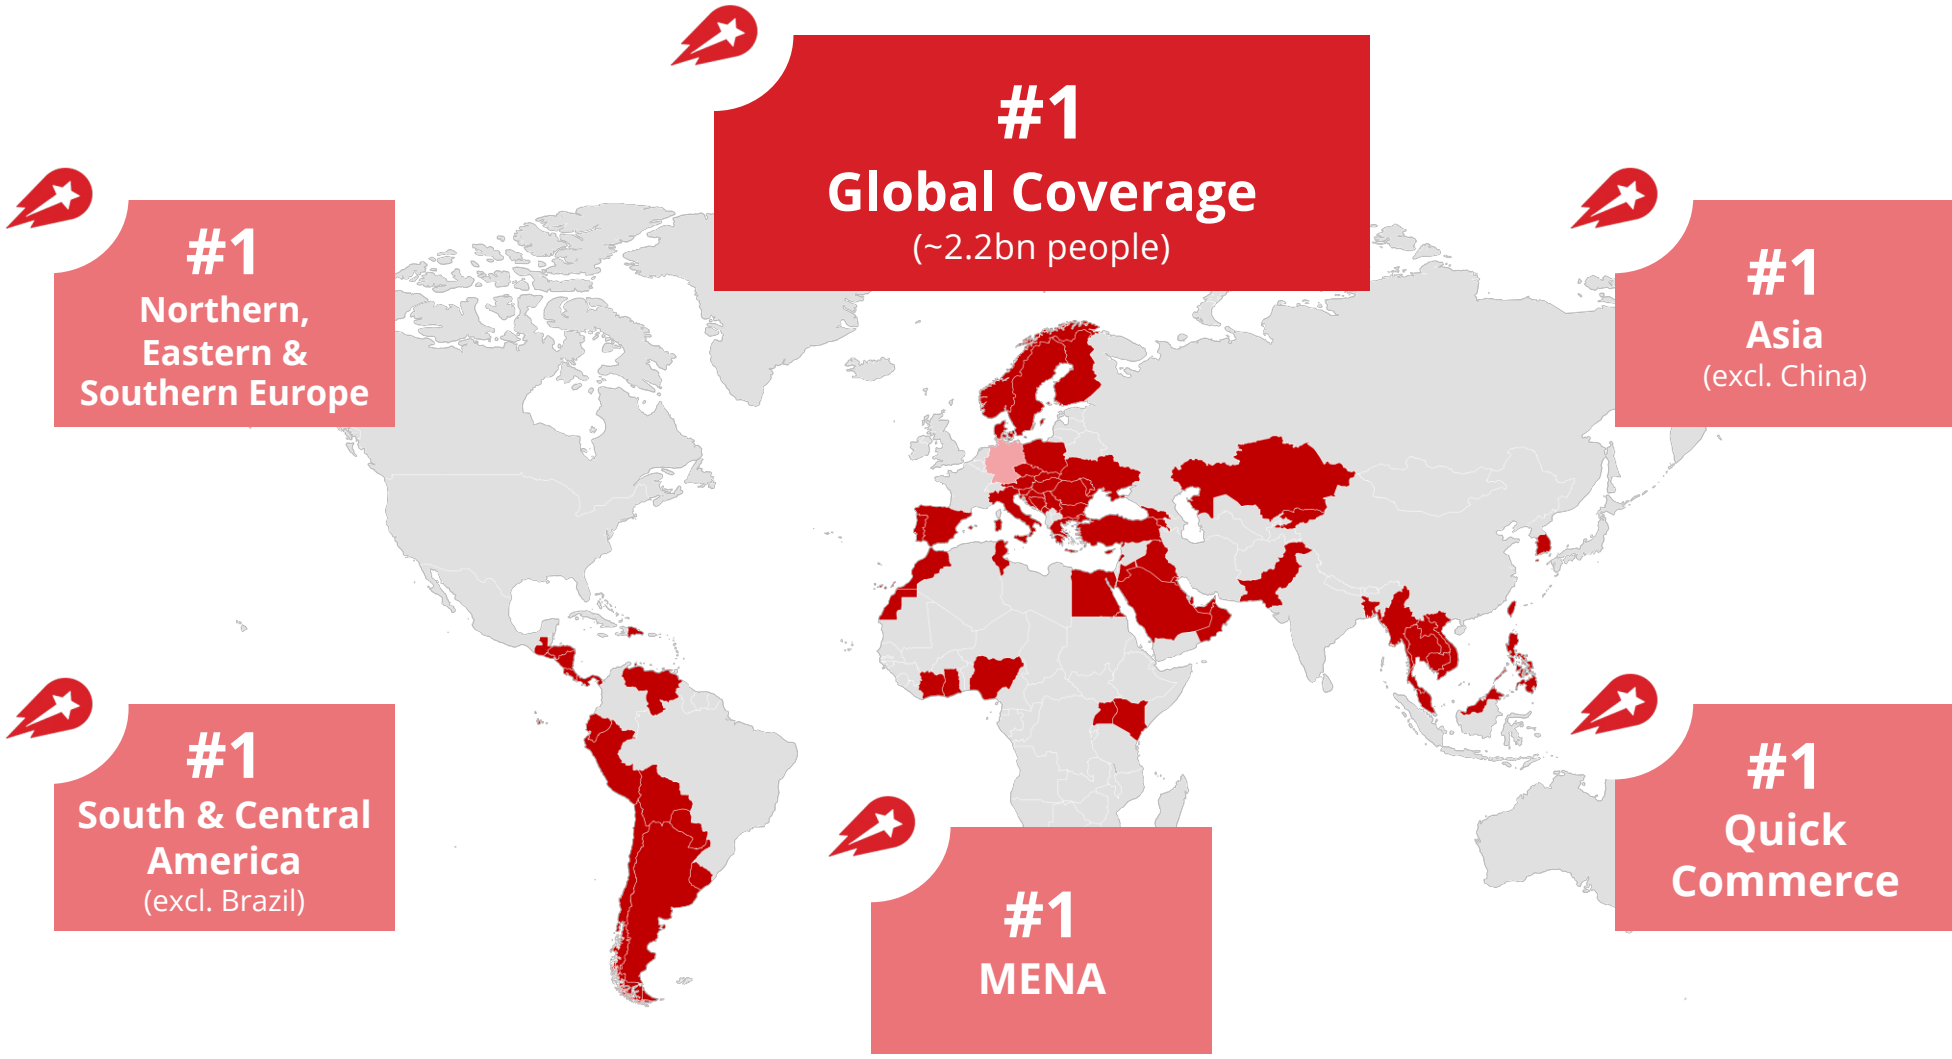 #1
Global Coverage
(~2.2bn people)
#1
Northern,
Eastern &
Southern Europe
#1
Asia
(excl. China)
#1
South & Central
America
(excl. Brazil)
#1
MENA
#1
Quick
Commerce